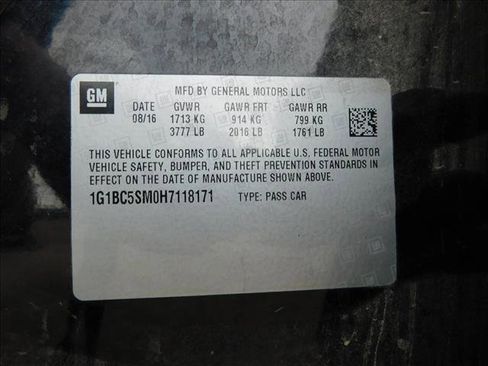 GM
MFD BY GENERAL MOTORS LLC
DATE GVWR GAWR FRT GAWR RR
08/16 1713 KG 914 KG 799 KG
3777 LB 2016 LB 1761 LB
THIS VEHICLE CONFORMS TO ALL APPLICABLE U.S. FEDERAL MOTOR
VEHICLE SAFETY, BUMPER, AND THEFT PREVENTION STANDARDS IN
EFFECT ON THE DATE OF MANUFACTURE SHOWN ABOVE.
1G1BC5SM0H7118171 TYPE: PASS CAR